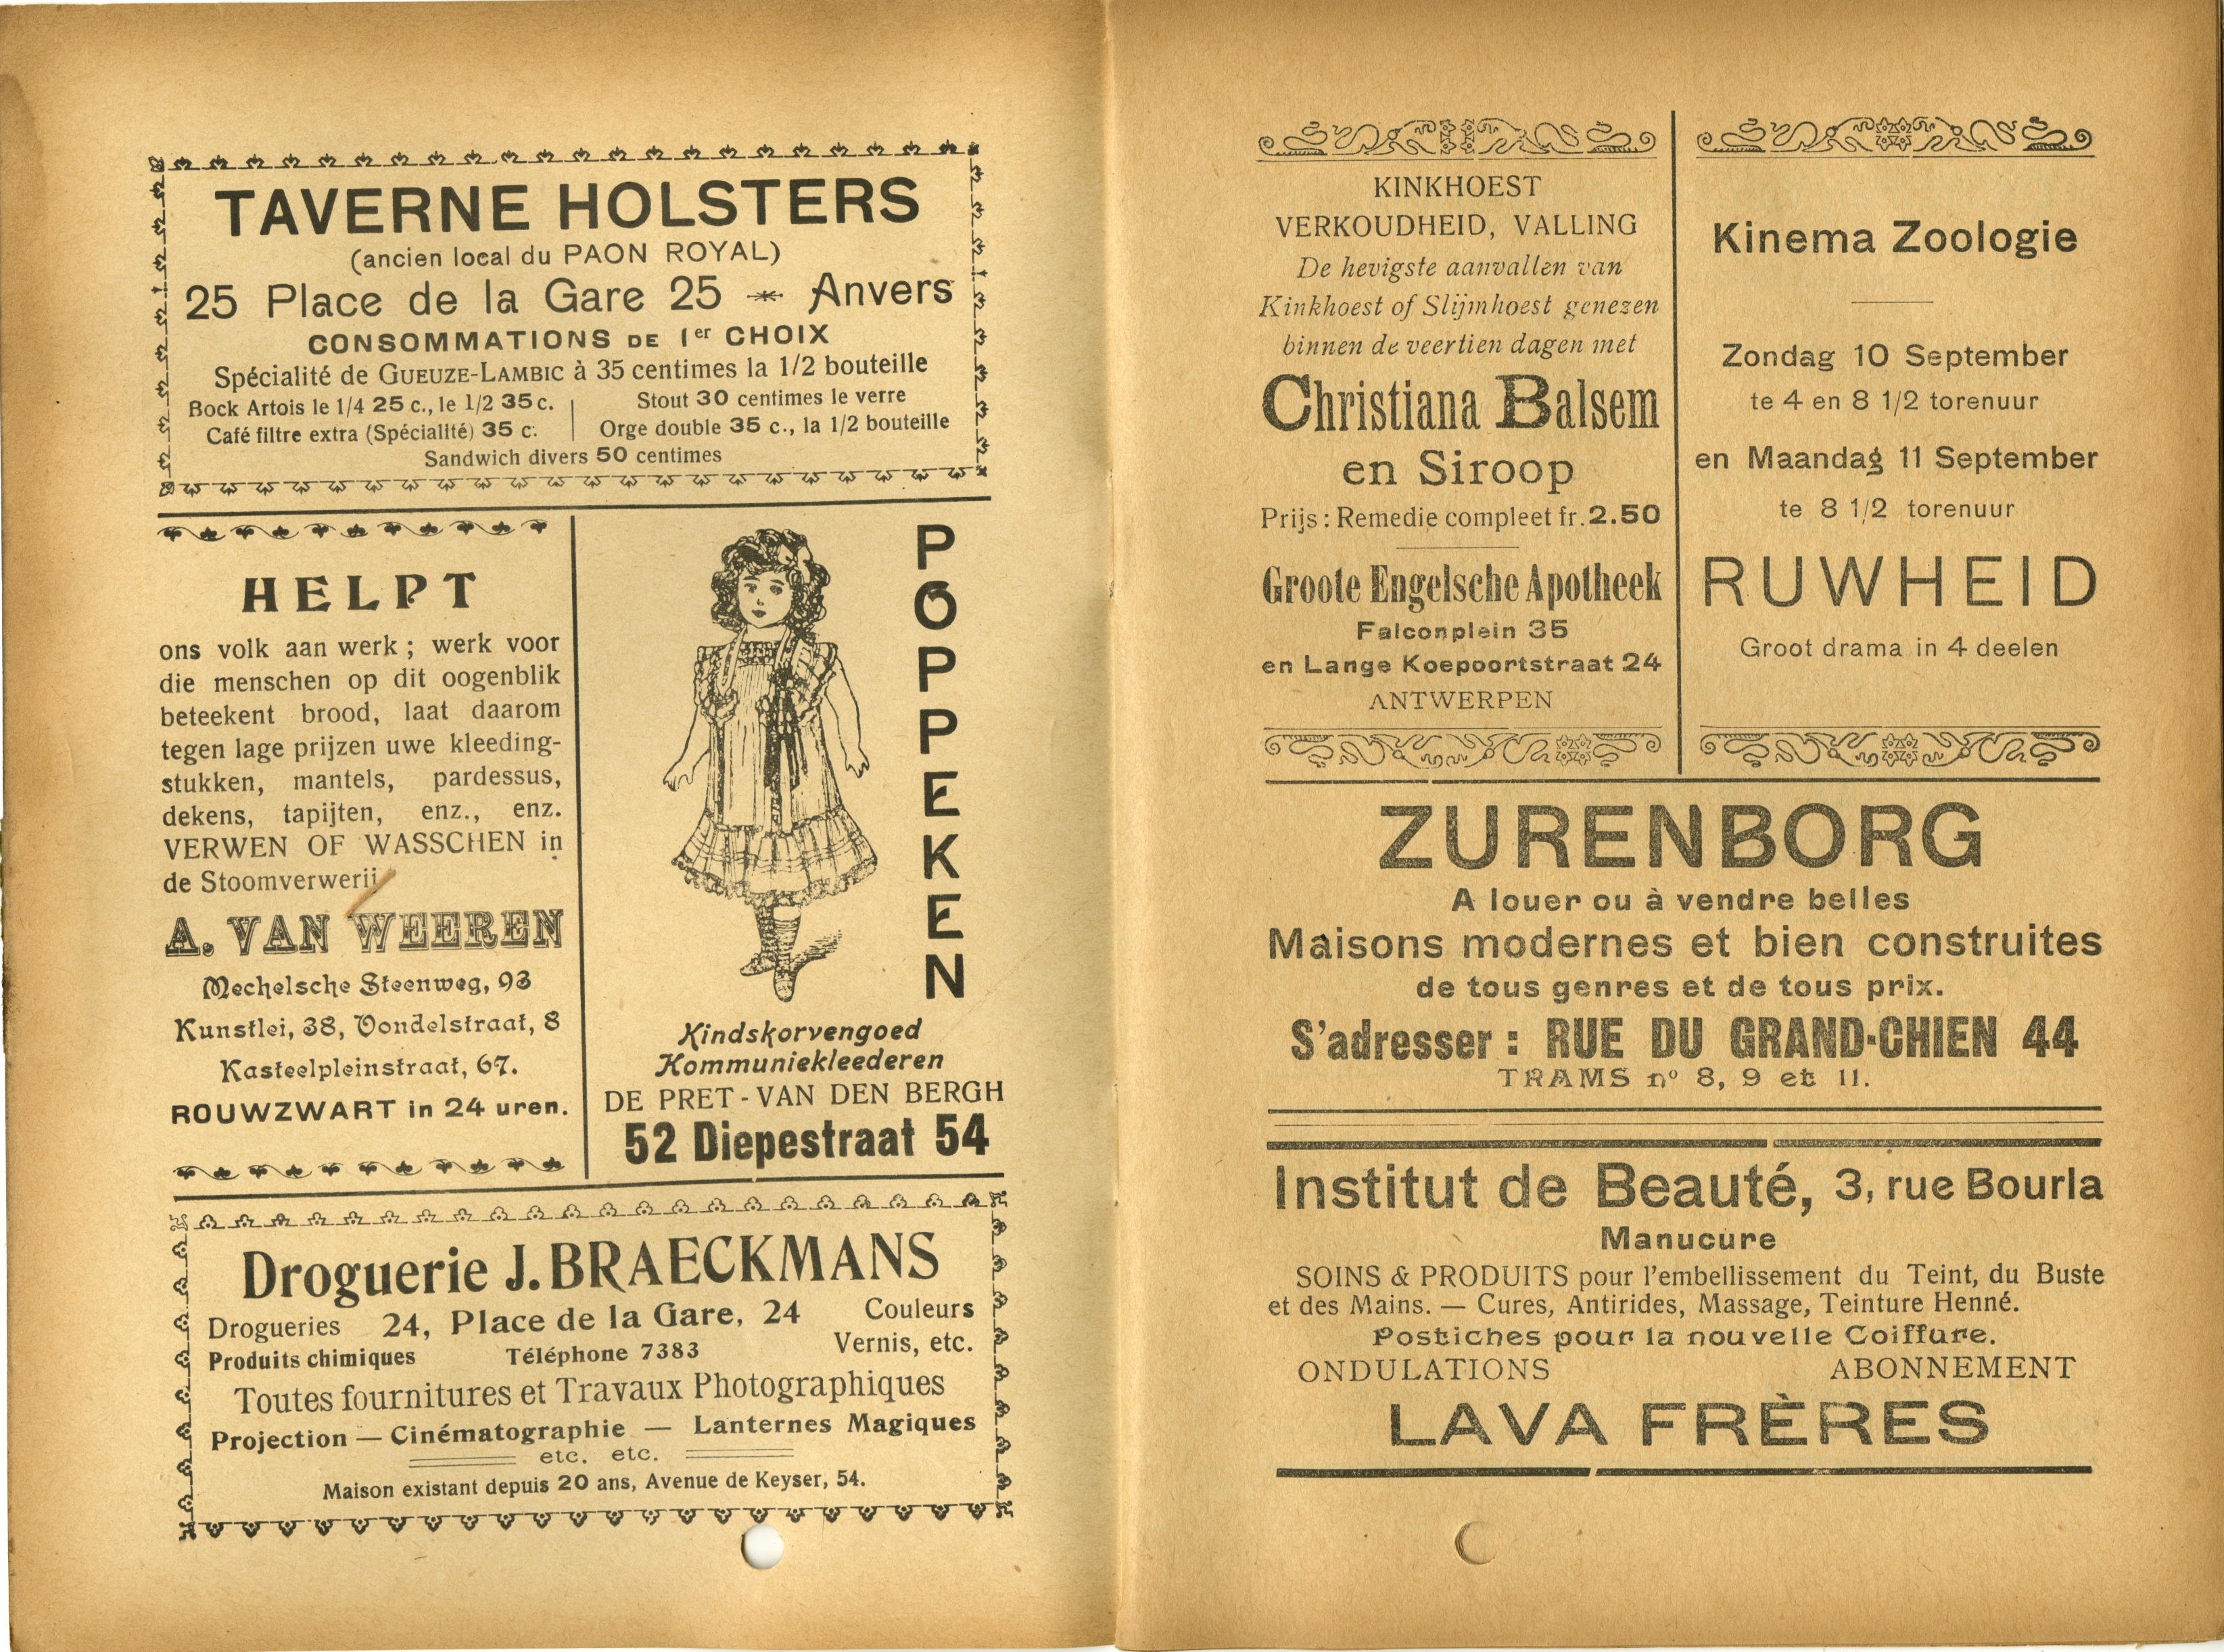 TAVERNE HOLSTERS
(ancien local du PAON ROYAL)
25 Place de la Gare 25 Anvers
CONSOMMATIONS DE 1er CHOIX
Spécialité de GUEUZE-LAMBIC à 35 centimes la 1/2 bouteille
Bock Artois le 1/4 25 c., le 1/2 35 c.
Café filtre extra (Spécialité) 35 c.
Stout 30 centimes le verre
Orge double 35 c., la 1/2 bouteille
Sandwich divers 50 centimes
HELPT
ons volk aan werk ; werk voor
die menschen op dit oogenblik
beteekent brood, laat daarom
tegen lage prijzen uwe kleeding-
stukken, mantels, pardessus,
dekens, tapijten, enz., enz.
VERWEN OF WASSCHEN in
de Stoomverwerij
A. VAN WEEREN
Mechelsche Steenweg, 93
Kunstlei, 38, Vondelstraat, 8
Kasteelpleinstraat, 67.
ROUWZWART in 24 uren.
POPPEKEN
Kindskorvengoed
Kommuniekleederen
DE PRET - VAN DEN BERGH
52 Diepestraat 54
Droguerie J. BRAECKMANS
Drogueries 24, Place de la Gare, 24 Couleurs
Produits chimiques Téléphone 7383 Vernis, etc.
Toutes fournitures et Travaux Photographiques
Projection — Cinématographie — Lanternes Magiques
etc. etc.
Maison existant depuis 20 ans, Avenue de Keyser, 54.
KINKHOEST
VERKOUDHEID, VALLING
De hevigste aanvallen van
Kinkhoest of Slijmhoest genezen
binnen de veertien dagen met
Christiana Balsem
en Siroop
Prijs : Remedie compleet fr. 2.50
Groote Engelsche Apotheek
Falconplein 35
en Lange Koepoortstraat 24
ANTWERPEN
Kinema Zoologie
Zondag 10 September
te 4 en 8 1/2 torenuur
en Maandag 11 September
te 8 1/2 torenuur
RUWHEID
Groot drama in 4 deelen
ZURENBORG
A louer ou à vendre belles
Maisons modernes et bien construites
de tous genres et de tous prix.
S'adresser : RUE DU GRAND-CHIEN 44
TRAMS nº 8, 9 et 11.
Institut de Beauté, 3, rue Bourla
Manucure
SOINS & PRODUITS pour l'embellissement du Teint, du Buste
et des Mains. — Cures, Antirides, Massage, Teinture Henné.
Postiches pour la nouvelle Coiffure.
ONDULATIONS ABONNEMENT
LAVA FRÈRES